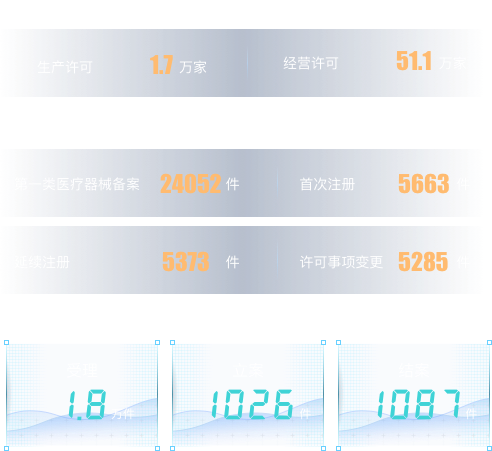 生产许可 1.7 万家 经营许可 51.1 万家
第一类医疗器械备案 24052 件 首次注册 5663 件
延续注册 5373 件 许可事项变更 5285 件
1.8 万件 1026 件 1087 件